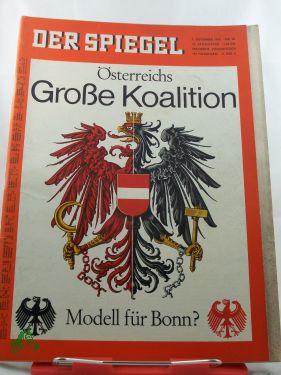 DER SPIEGEL
Österreichs
Große Koalition
Modell für Bonn?